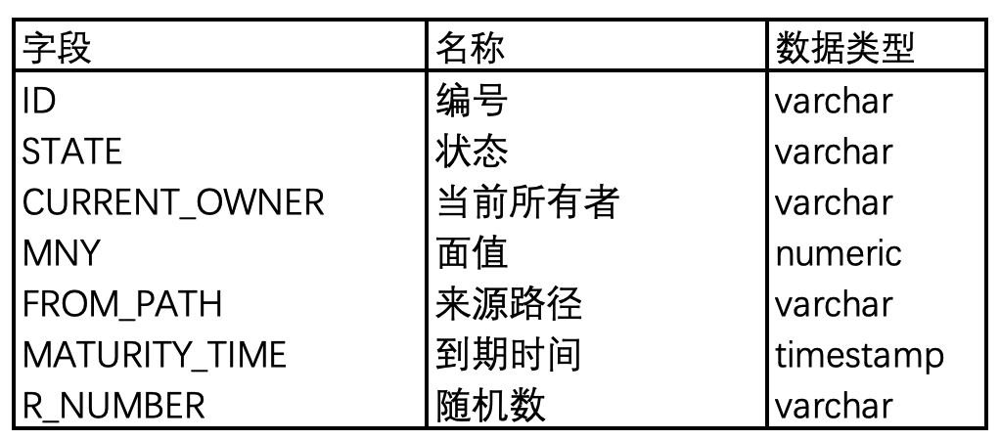 字段 名称 数据类型
ID 编号 varchar
STATE 状态 varchar
CURRENT_OWNER 当前所有者 varchar
MNY 面值 numeric
FROM_PATH 来源路径 varchar
MATURITY_TIME 到期时间 timestamp
R_NUMBER 随机数 varchar